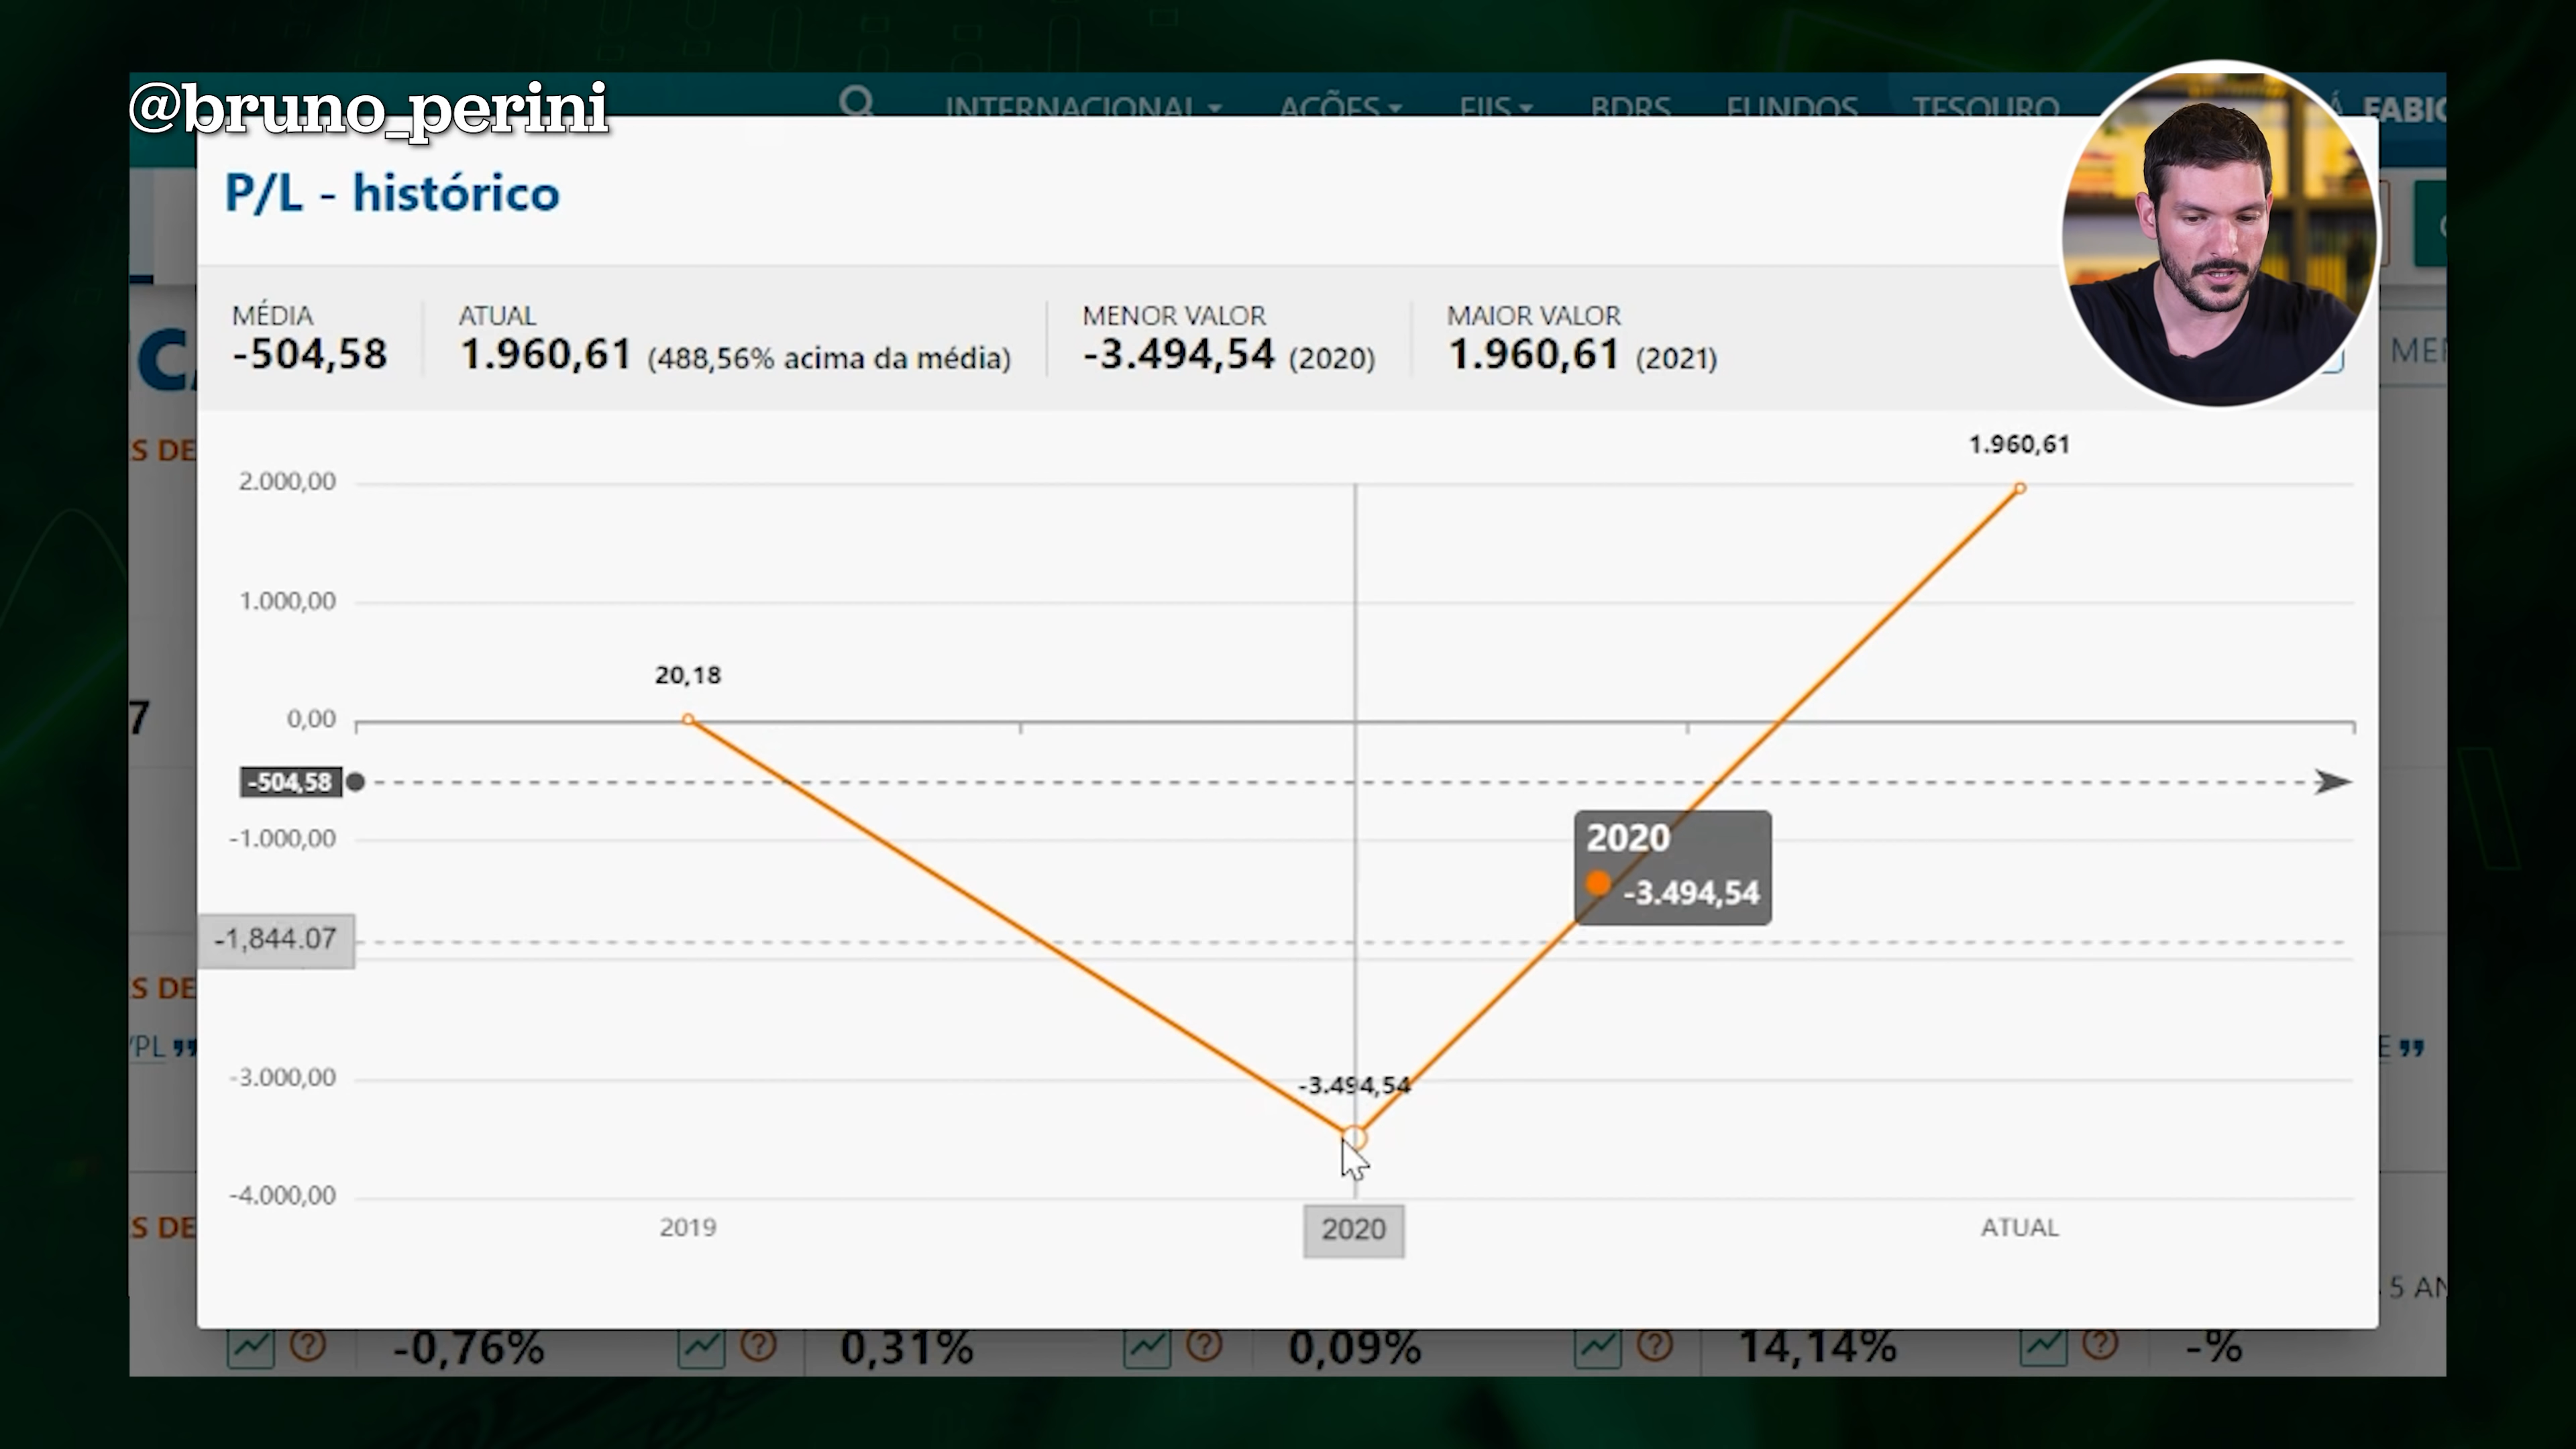 @bruno_perini
INTERNACIONAL AÇÕES FIIS BDRS FUNDOS TESOURO
P/L - histórico
MÉDIA
-504,58
ATUAL
1.960,61 (488,56% acima da média)
MENOR VALOR
-3.494,54 (2020)
MAIOR VALOR
1.960,61 (2021)
S DE
1.960,61
2.000,00
1.000,00
20,18
0,00
7
-504,58
-1.000,00
2020
-3.494,54
-1,844.07
S DE
-3.000,00
-3.494,54
-4.000,00
S DE
2019
2020
ATUAL
-0,76%
0,31%
0,09%
14,14%
-%